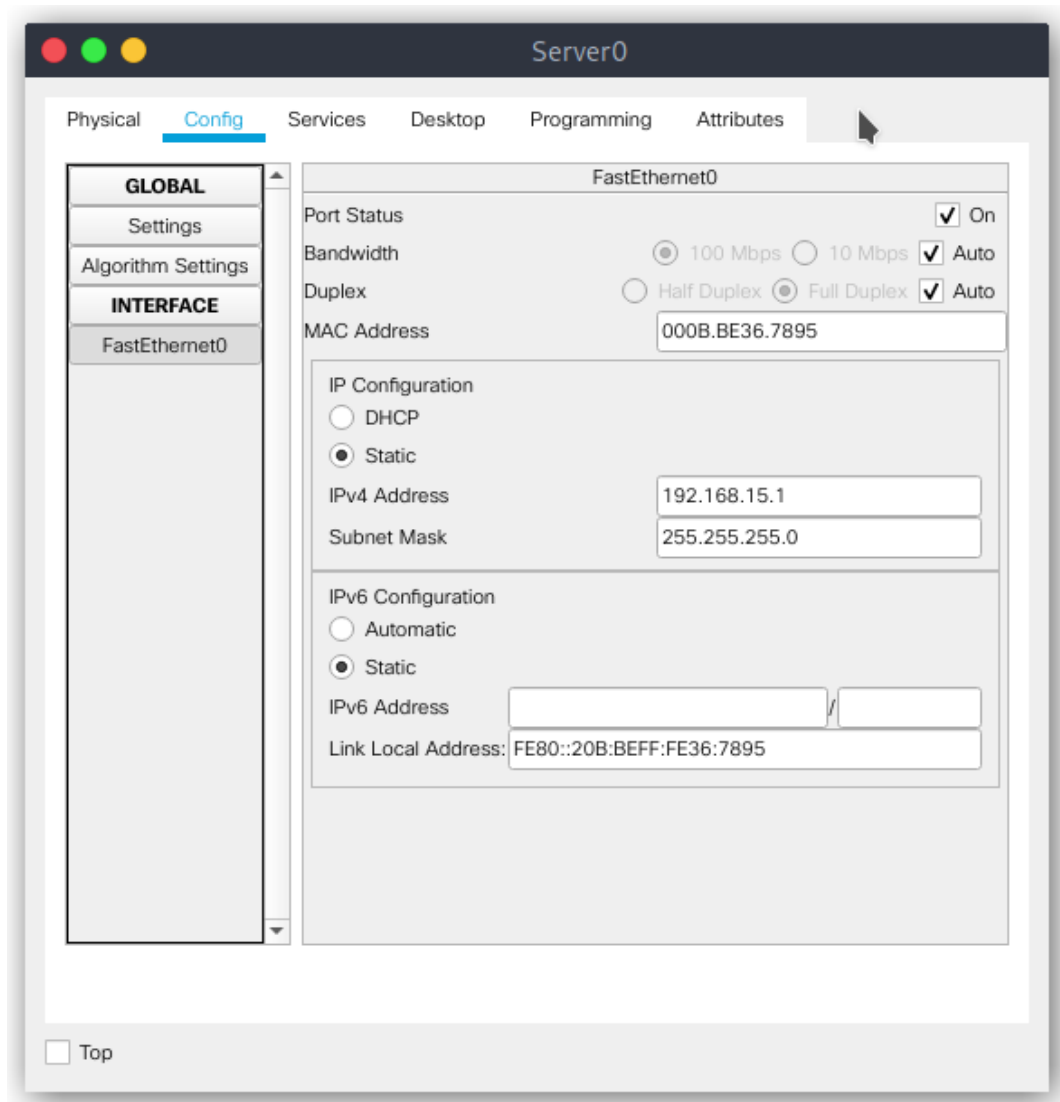 Server0
Physical Config Services Desktop Programming Attributes
GLOBAL
Settings
Algorithm Settings
INTERFACE
FastEthernet0
FastEthernet0
Port Status On
Bandwidth 100 Mbps 10 Mbps Auto
Duplex Half Duplex Full Duplex Auto
MAC Address 000B.BE36.7895
IP Configuration
DHCP
Static
IPv4 Address 192.168.15.1
Subnet Mask 255.255.255.0
IPv6 Configuration
Automatic
Static
IPv6 Address /
Link Local Address: FE80::20B:BEFF:FE36:7895
Top